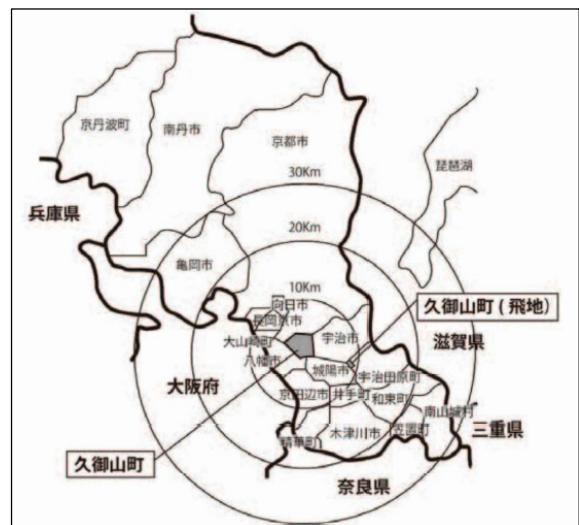 京丹波町
南丹市
京都市
琵琶湖
30Km
兵庫県
20Km
亀岡市
10Km
向日市
久御山町 ( 飛地 )
長岡京市
宇治市
大山崎町
滋賀県
八幡市
城陽市
宇治田原町
大阪府
京田辺市
井手町
和束町
南山城村
三重県
木津川市
笠置町
精華町
久御山町
奈良県